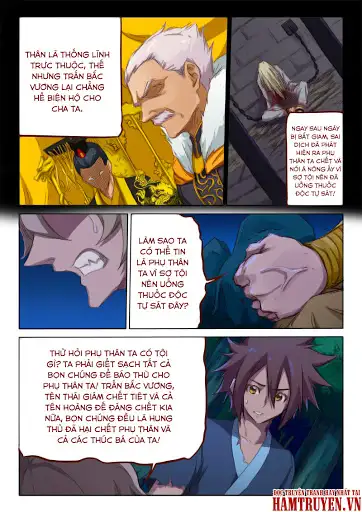 THÂN LÀ THỐNG LĨNH
TRỰC THUỘC, THẾ
NHƯNG TRẤN BẮC
VƯƠNG LẠI CHẲNG
HỀ BIỆN HỘ CHO
CHA TA.
NGAY SAU NGÀY
BỊ BẮT GIAM, SAI
DỊCH ĐÃ PHÁT
HIỆN RA PHỤ
THÂN TA CHẾT VÀ
NÓI Ả NÔNG ẤY VÌ
SỢ TỘI NÊN ĐÃ
UỐNG THUỐC
ĐỘC TỰ SÁT?
LÀM SAO TA CÓ
THỂ TIN
LÀ PHỤ THÂN
TA VÌ SỢ TỘI
NÊN UỐNG
THUỐC ĐỘC TỰ
SÁT ĐÂY?
THỬ HỎI PHỤ THÂN TA CÓ TỘI
GÌ? TA PHẢI GIẾT SẠCH TẤT CẢ
BỌN CHÚNG ĐỂ BÁO THÙ CHO
PHỤ THÂN TA! TRẤN BẮC VƯƠNG,
TÊN THÁI GIÁM CHẾT TIỆT VÀ CẢ
TÊN HOÀNG ĐẾ ĐÁNG CHẾT KIA
NỮA, BỌN CHÚNG ĐỀU LÀ HUNG
THỦ ĐÃ HẠI CHẾT PHỤ THÂN VÀ
CẢ CÁC THÚC BÁ CỦA TA!
ĐỌC TRUYỆN TRANH HAY NHẤT TẠI
HAMTRUYEN.VN